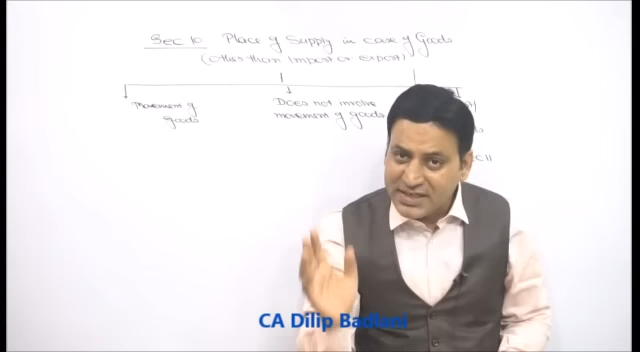 Sec 10 Place of Supply in case of Goods
(Other than Import or Export)
Movement of
goods
Does not involve
movement of goods
CA Dilip Badlani